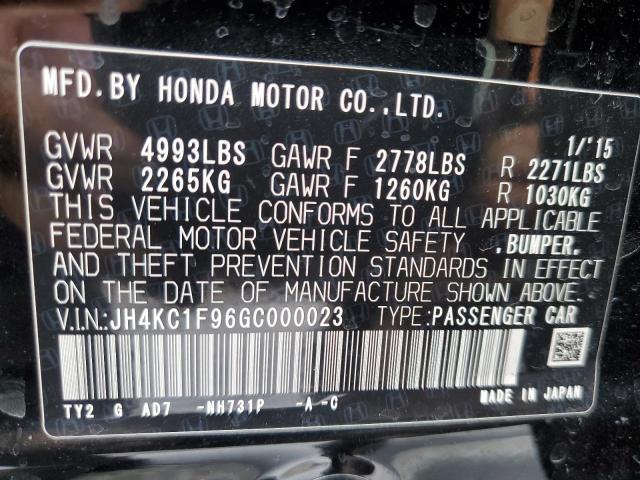 MFD.BY HONDA MOTOR CO.,LTD.
1/'15
GVWR 4993LBS GAWR F 2778LBS R 2271LBS
GVWR 2265KG GAWR F 1260KG R 1030KG
THIS VEHICLE CONFORMS TO ALL APPLICABLE
FEDERAL MOTOR VEHICLE SAFETY ,BUMPER,
AND THEFT PREVENTION STANDARDS IN EFFECT
ON THE DATE OF MANUFACTURE SHOWN ABOVE.
V.I.N.:JH4KC1F96GC000023 TYPE:PASSENGER CAR
TY2 G AD7 -NH731P -A -C MADE IN JAPAN